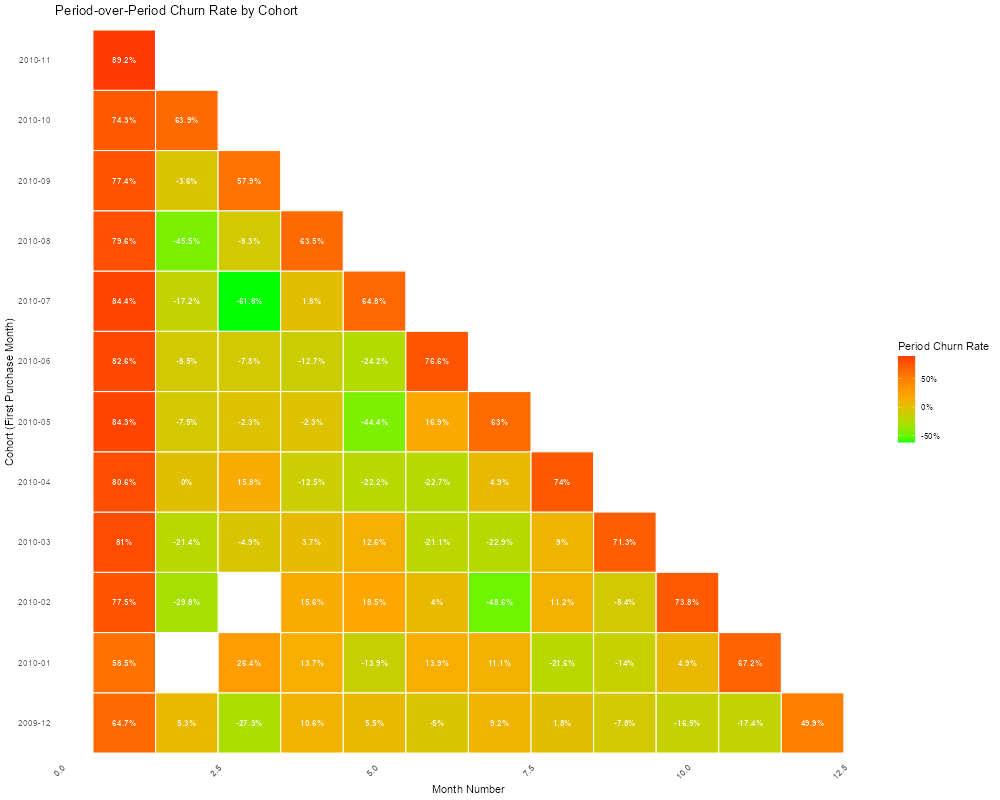 Period-over-Period Churn Rate by Cohort
2010-11 89.2%
2010-10 74.3% 63.9%
2010-09 77.4% -3.6% 57.9%
2010-08 79.6% -45.5% -8.3% 63.5%
2010-07 84.4% -17.2% -61.8% 1.8% 64.8%
2010-06 82.6% -8.5% -7.8% -12.7% -24.2% 76.6%
2010-05 84.3% -7.5% -2.3% -2.3% -44.4% 16.9% 63%
2010-04 80.6% 0% 15.8% -12.5% -22.2% -22.7% 4.9% 74%
2010-03 81% -21.4% -4.9% 3.7% 12.6% -21.1% -22.9% 9% 71.3%
2010-02 77.5% -29.8% 15.6% 18.5% 4% -48.6% 11.2% -8.4% 73.8%
2010-01 58.5% 26.4% 13.7% -13.9% 13.9% 11.1% -21.6% -14% 4.9% 67.2%
2009-12 64.7% 5.3% -27.3% 10.6% 5.5% -5% 9.2% 1.8% -7.8% -16.5% -17.4% 49.9%
0.0 2.5 5.0 7.5 10.0 12.5
Month Number
Cohort (First Purchase Month)
Period Churn Rate
50%
0%
-50%